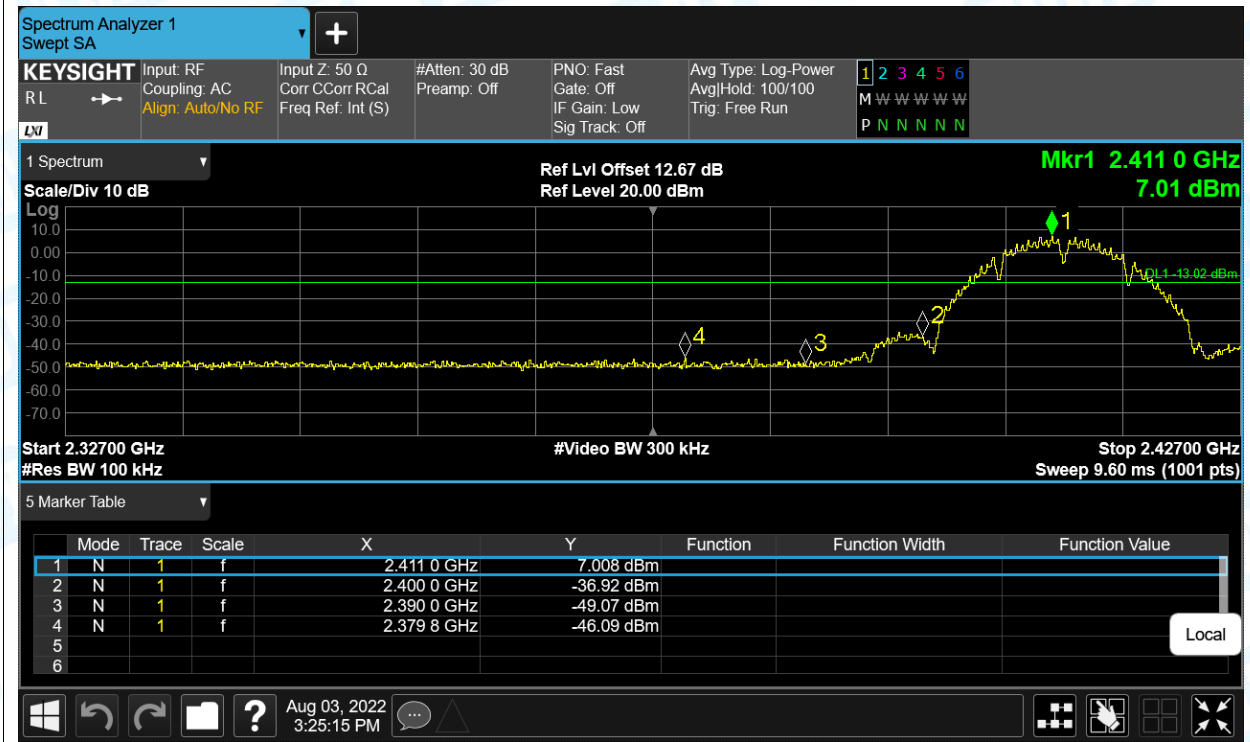 Spectrum Analyzer 1
Swept SA
+
KEYSIGHT
R L
LXI
Input: RF
Coupling: AC
Align: Auto/No RF
Input Z: 50 Ω
Corr CCorr RCal
Freq Ref: Int (S)
#Atten: 30 dB
Preamp: Off
PNO: Fast
Gate: Off
IF Gain: Low
Sig Track: Off
Avg Type: Log-Power
Avg|Hold: 100/100
Trig: Free Run
1 2 3 4 5 6
M W W W W W
P N N N N N
1 Spectrum
Scale/Div 10 dB
Ref Lvl Offset 12.67 dB
Ref Level 20.00 dBm
Mkr1 2.411 0 GHz
7.01 dBm
Log
10.0
0.00
-10.0
-20.0
-30.0
-40.0
-50.0
-60.0
-70.0
1
DL1 -13.02 dBm
2
3
4
Start 2.32700 GHz
#Res BW 100 kHz
#Video BW 300 kHz
Stop 2.42700 GHz
Sweep 9.60 ms (1001 pts)
5 Marker Table
Mode Trace Scale X Y Function Function Width Function Value
1 N 1 f 2.411 0 GHz 7.008 dBm
2 N 1 f 2.400 0 GHz -36.92 dBm
3 N 1 f 2.390 0 GHz -49.07 dBm
4 N 1 f 2.379 8 GHz -46.09 dBm
5
6
Local
?
Aug 03, 2022
3:25:15 PM